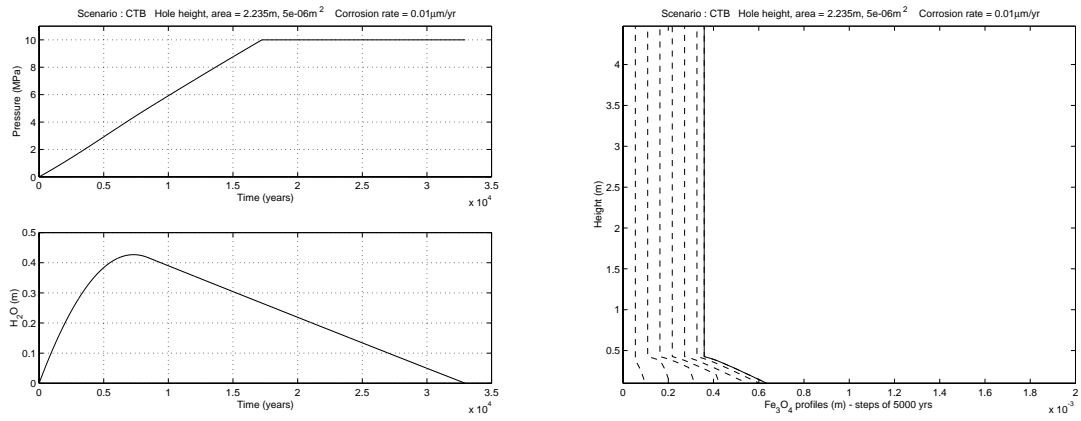 Scenario : CTB Hole height, area = 2.235m, 5e-06m2 Corrosion rate = 0.01μm/yr
10
8
6
4
2
0
Pressure (MPa)
0 0.5 1 1.5 2 2.5 3 3.5
Time (years)
x 10^4
0.5
0.4
0.3
0.2
0.1
0
H2O (m)
0 0.5 1 1.5 2 2.5 3 3.5
Time (years)
x 10^4
Scenario : CTB Hole height, area = 2.235m, 5e-06m2 Corrosion rate = 0.01μm/yr
4.5
4
3.5
3
2.5
2
1.5
1
0.5
Height (m)
0 0.2 0.4 0.6 0.8 1 1.2 1.4 1.6 1.8 2
Fe3O4 profiles (m) - steps of 5000 yrs
x 10^-3